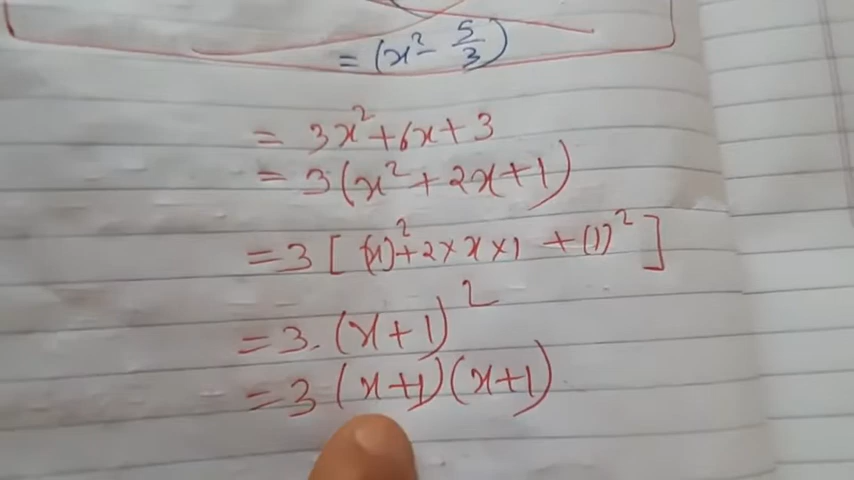 = (x² - 5/3)
= 3x² + 6x + 3
= 3(x² + 2x + 1)
= 3 [ (x)² + 2 × x × 1 + (1)² ]
= 3. (x + 1)²
= 3 (x + 1) (x + 1)